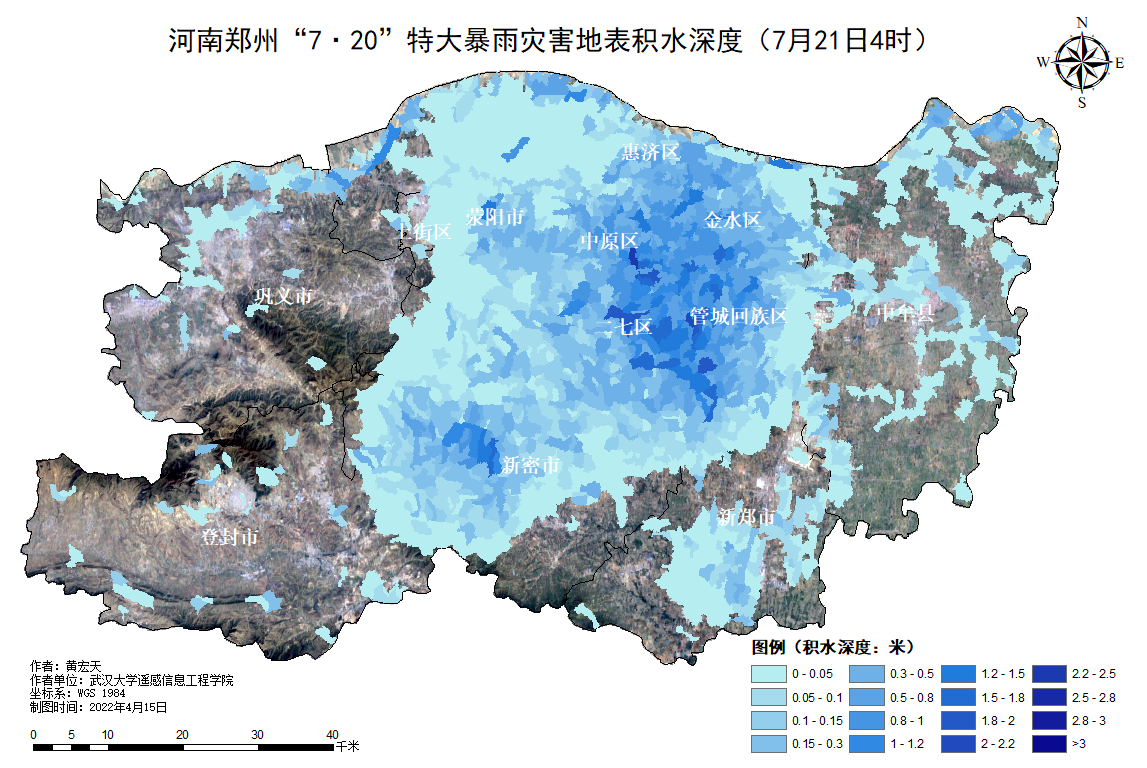 河南郑州“7·20”特大暴雨灾害地表积水深度（7月21日4时）
N
W E
S
惠济区
荥阳市
金水区
上街区
中原区
巩义市
管城回族区
中牟县
二七区
新密市
新郑市
登封市
图例（积水深度：米）
0 - 0.05
0.05 - 0.1
0.1 - 0.15
0.15 - 0.3
0.3 - 0.5
0.5 - 0.8
0.8 - 1
1 - 1.2
1.2 - 1.5
1.5 - 1.8
1.8 - 2
2 - 2.2
2.2 - 2.5
2.5 - 2.8
2.8 - 3
>3
作者：黄宏天
作者单位：武汉大学遥感信息工程学院
坐标系：WGS 1984
制图时间：2022年4月15日
0 5 10 20 30 40
千米